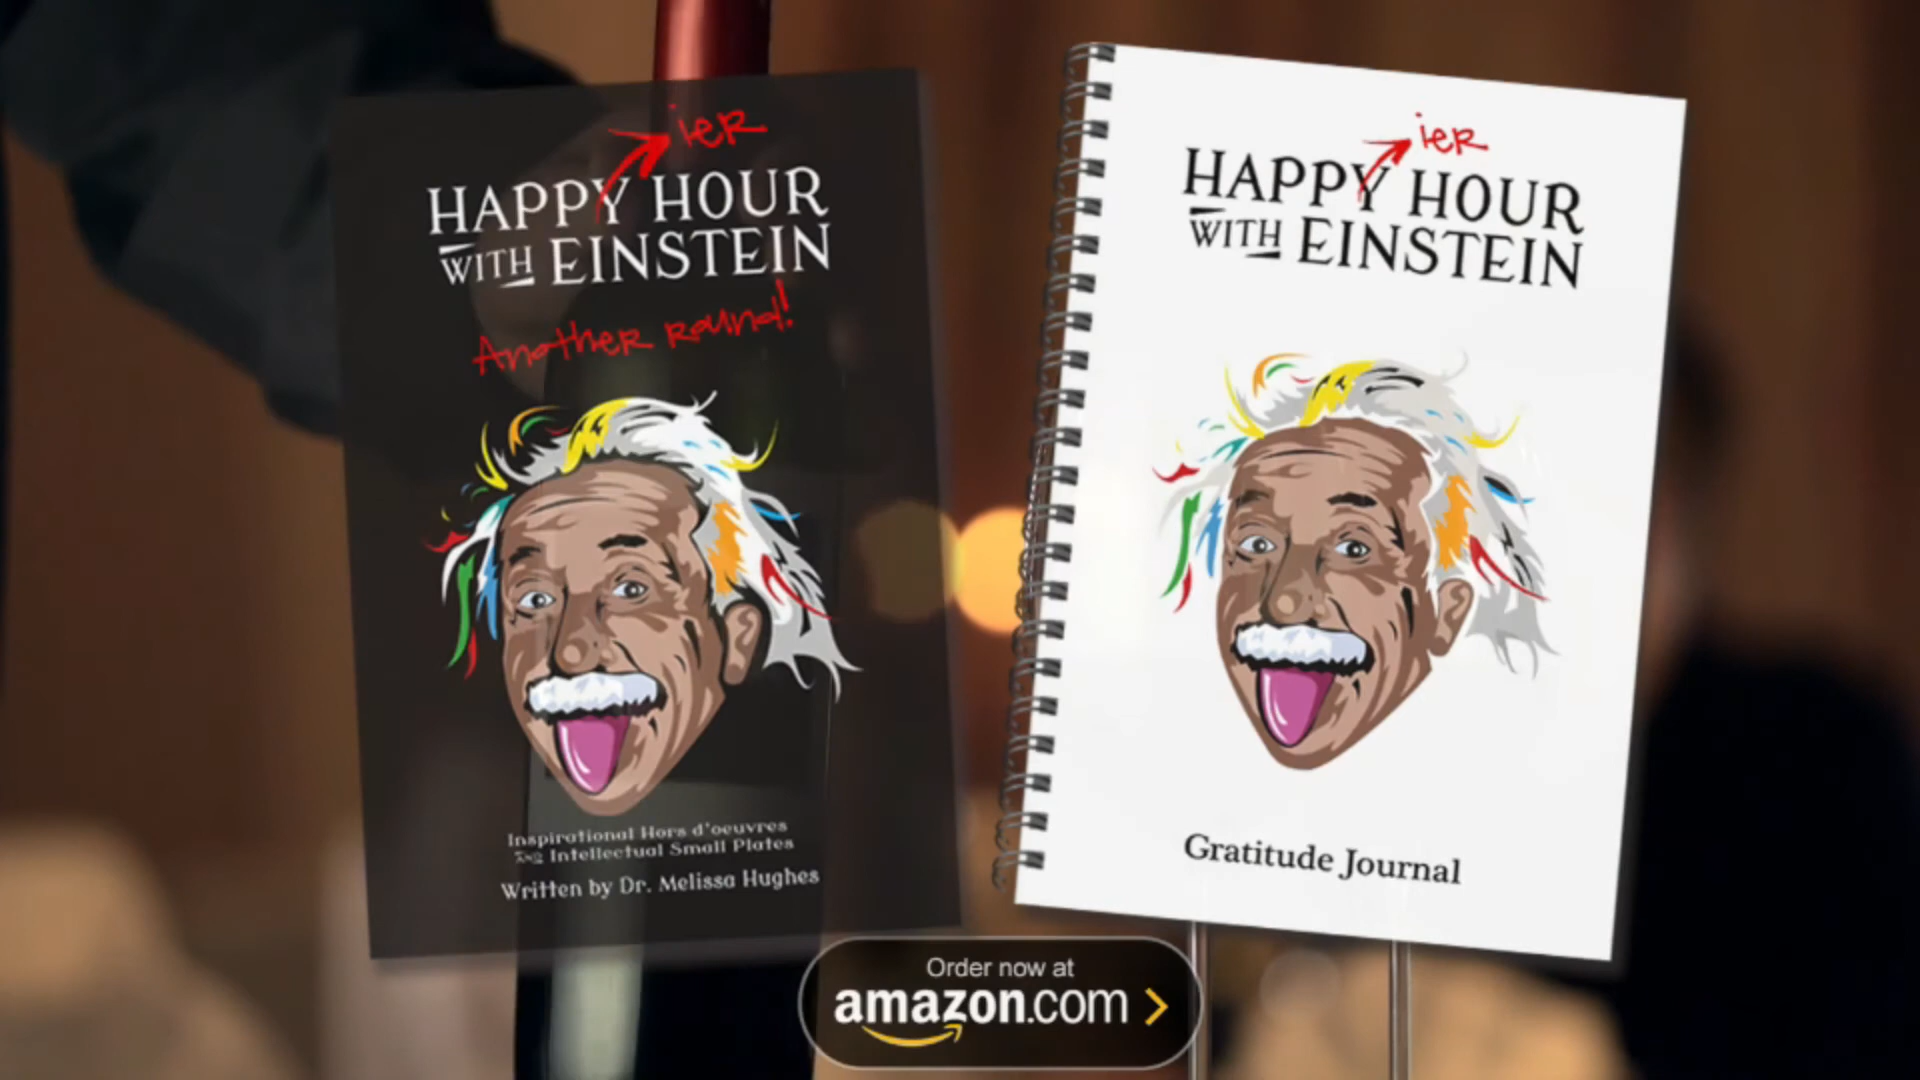 ier
HAPPY HOUR
WITH EINSTEIN
Another round!
Inspirational Hors d'oeuvres
and Intellectual Small Plates
Written by Dr. Melissa Hughes
ier
HAPPY HOUR
WITH EINSTEIN
Gratitude Journal
Order now at
amazon.com